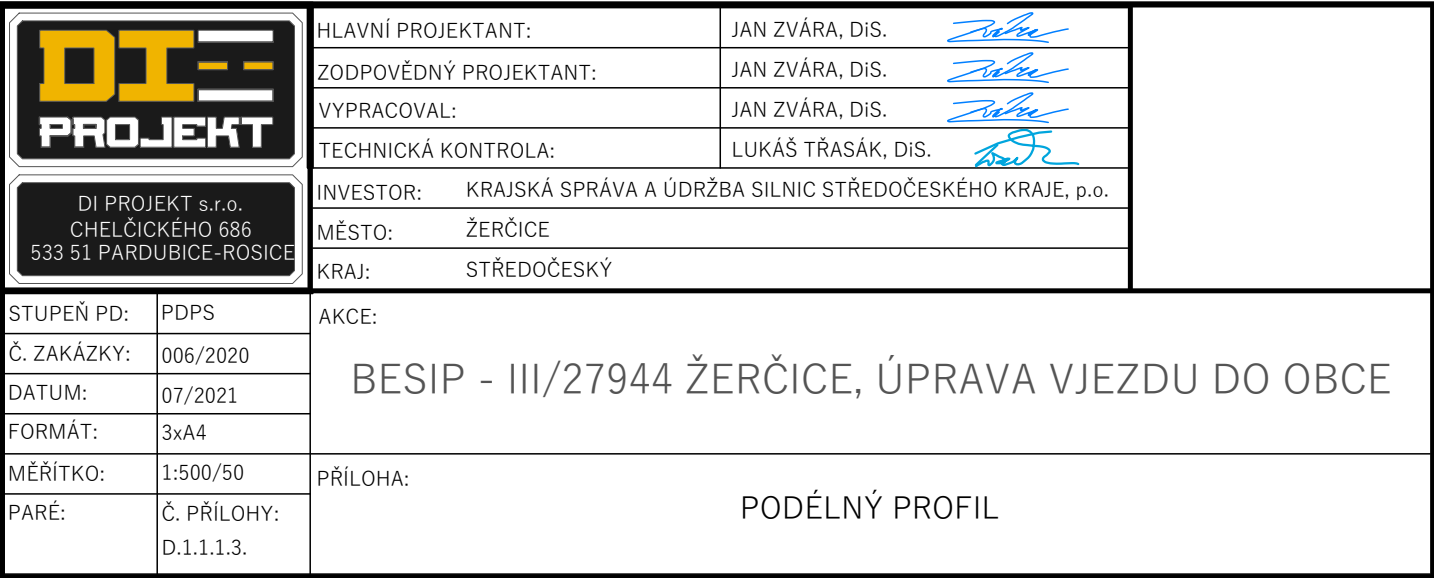 DI
PROJEKT
DI PROJEKT s.r.o.
CHELČICKÉHO 686
533 51 PARDUBICE-ROSICE
HLAVNÍ PROJEKTANT: JAN ZVÁRA, DiS.
ZODPOVĚDNÝ PROJEKTANT: JAN ZVÁRA, DiS.
VYPRACOVAL: JAN ZVÁRA, DiS.
TECHNICKÁ KONTROLA: LUKÁŠ TŘASÁK, DiS.
INVESTOR: KRAJSKÁ SPRÁVA A ÚDRŽBA SILNIC STŘEDOČESKÉHO KRAJE, p.o.
MĚSTO: ŽERČICE
KRAJ: STŘEDOČESKÝ
STUPEŇ PD: PDPS
Č. ZAKÁZKY: 006/2020
DATUM: 07/2021
FORMÁT: 3xA4
MĚŘÍTKO: 1:500/50
PARÉ: Č. PŘÍLOHY:
D.1.1.1.3.
AKCE:
BESIP - III/27944 ŽERČICE, ÚPRAVA VJEZDU DO OBCE
PŘÍLOHA:
PODÉLNÝ PROFIL